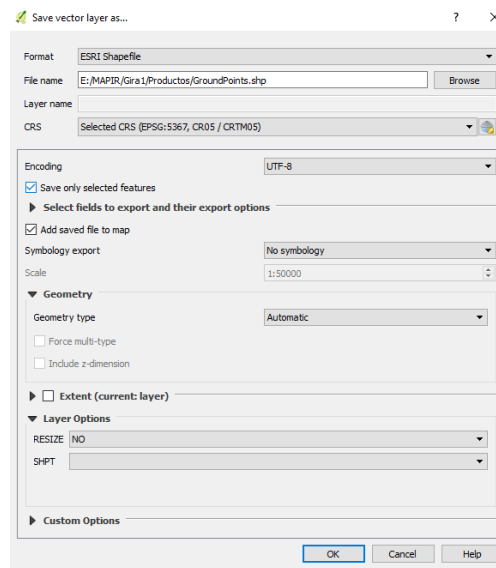 Save vector layer as...
Format ESRI Shapefile
File name E:/MAPIR/Gira1/Productos/GroundPoints.shp Browse
Layer name
CRS Selected CRS (EPSG:5367, CR05 / CRTM05)
Encoding UTF-8
Save only selected features
Select fields to export and their export options
Add saved file to map
Symbology export No symbology
Scale 1:50000
Geometry
Geometry type Automatic
Force multi-type
Include z-dimension
Extent (current: layer)
Layer Options
RESIZE NO
SHPT
Custom Options
OK Cancel Help